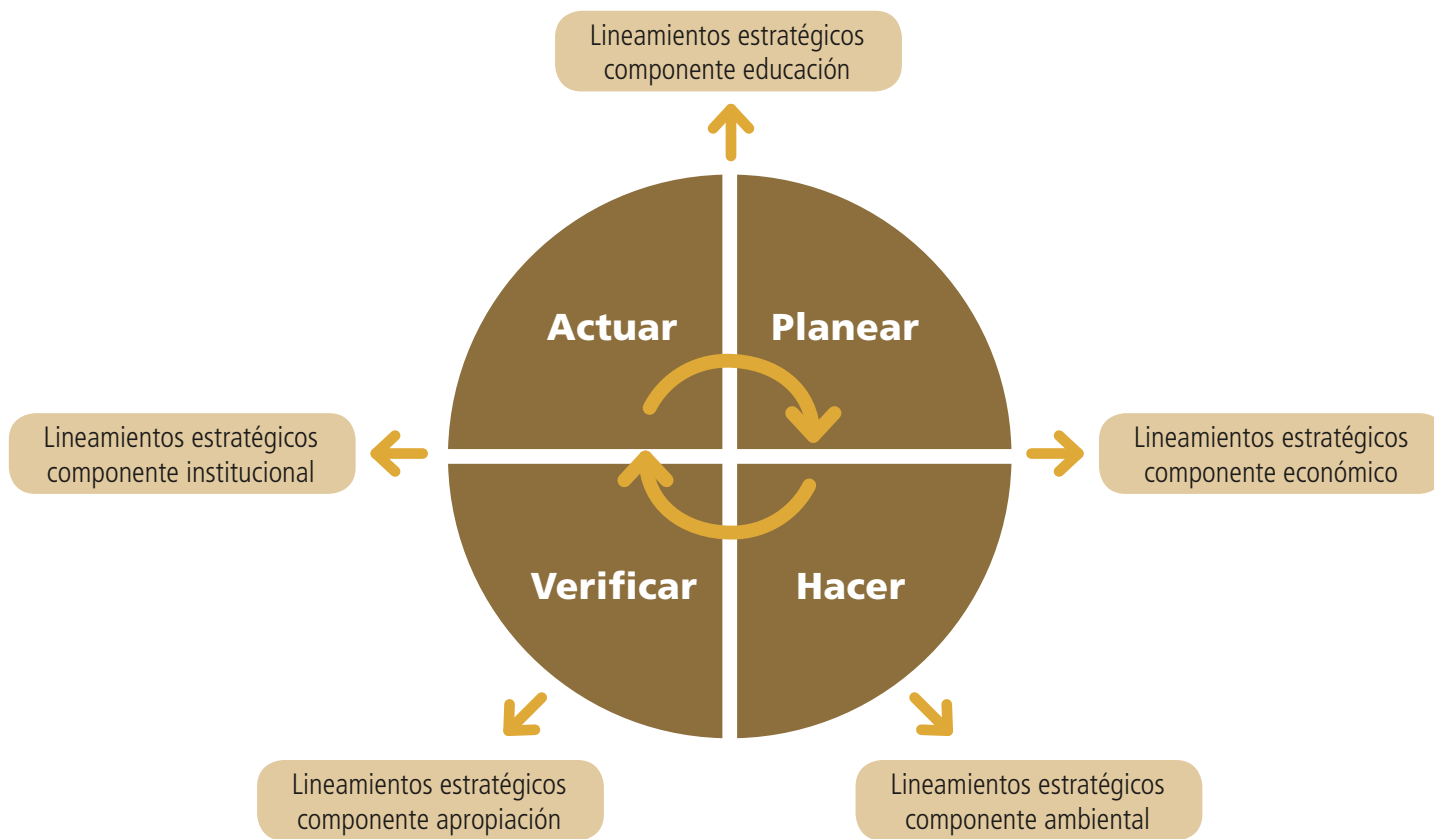 Lineamientos estratégicos
componente educación
Actuar
Planear
Lineamientos estratégicos
componente institucional
Lineamientos estratégicos
componente económico
Verificar
Hacer
Lineamientos estratégicos
componente apropiación
Lineamientos estratégicos
componente ambiental